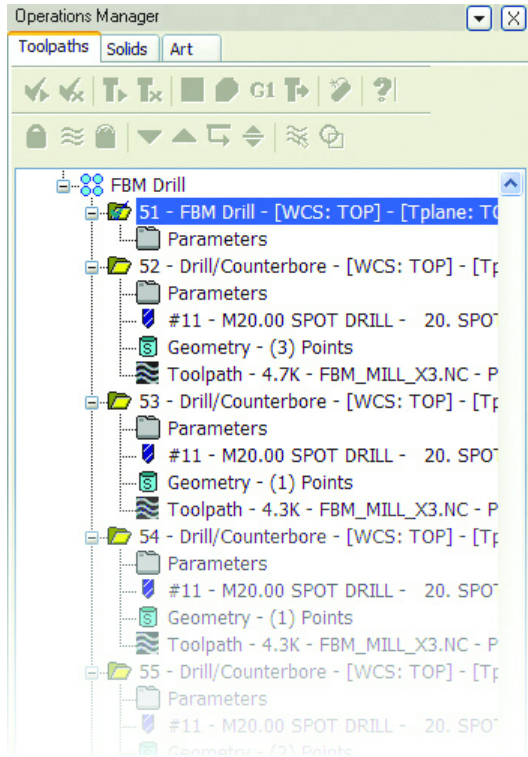 Operations Manager
Toolpaths Solids Art
G1
FBM Drill
51 - FBM Drill - [WCS: TOP] - [Tplane: TO
Parameters
52 - Drill/Counterbore - [WCS: TOP] - [Tp
Parameters
#11 - M20.00 SPOT DRILL - 20. SPOT
Geometry - (3) Points
Toolpath - 4.7K - FBM_MILL_X3.NC - P
53 - Drill/Counterbore - [WCS: TOP] - [Tp
Parameters
#11 - M20.00 SPOT DRILL - 20. SPOT
Geometry - (1) Points
Toolpath - 4.3K - FBM_MILL_X3.NC - P
54 - Drill/Counterbore - [WCS: TOP] - [Tp
Parameters
#11 - M20.00 SPOT DRILL - 20. SPOT
Geometry - (1) Points
Toolpath - 4.3K - FBM_MILL_X3.NC - P
55 - Drill/Counterbore - [WCS: TOP] - [Tp
Parameters
#11 - M20.00 SPOT DRILL - 20. SPOT
Geometry - (2) Points